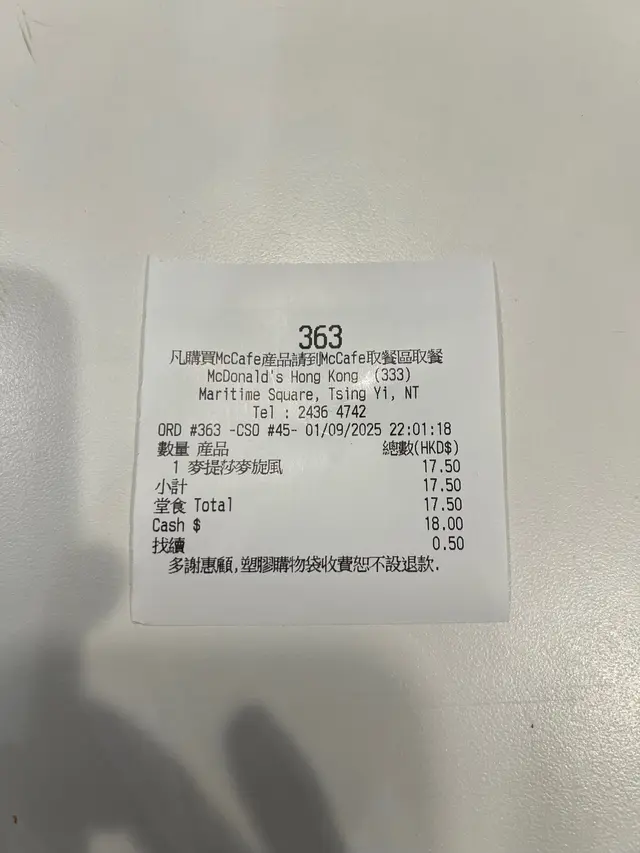 363
凡購買McCafe產品請到McCafe取餐區取餐
McDonald's Hong Kong (333)
Maritime Square, Tsing Yi, NT
Tel : 2436 4742
ORD #363 -CSO #45- 01/09/2025 22:01:18
數量 產品 總數(HKD$)
1 麥提莎麥旋風 17.50
小計 17.50
堂食 Total 17.50
Cash $ 18.00
找續 0.50
多謝惠顧,塑膠購物袋收費恕不設退款.